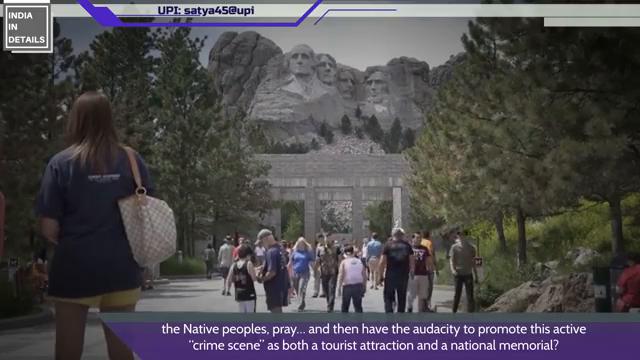 UPI: satya45@upi
INDIA
IN
DETAILS
the Native peoples, pray... and then have the audacity to promote this active
"crime scene" as both a tourist attraction and a national memorial?